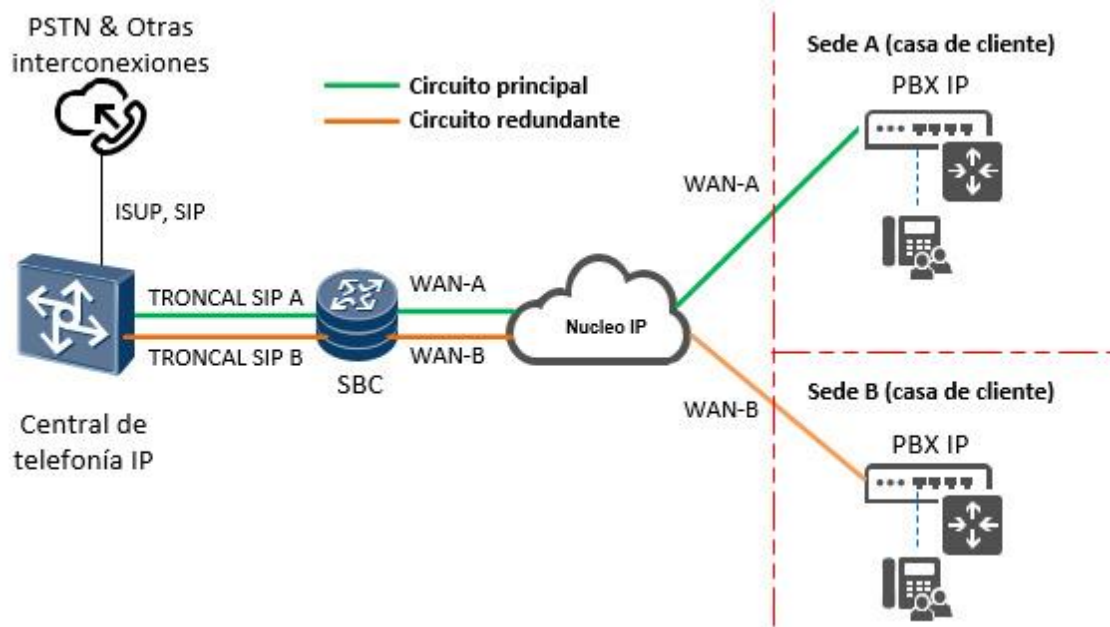 PSTN & Otras
interconexiones
Circuito principal
Circuito redundante
ISUP, SIP
TRONCAL SIP A
TRONCAL SIP B
Central de
telefonía IP
SBC
WAN-A
WAN-B
Nucleo IP
WAN-A
WAN-B
Sede A (casa de cliente)
PBX IP
Sede B (casa de cliente)
PBX IP